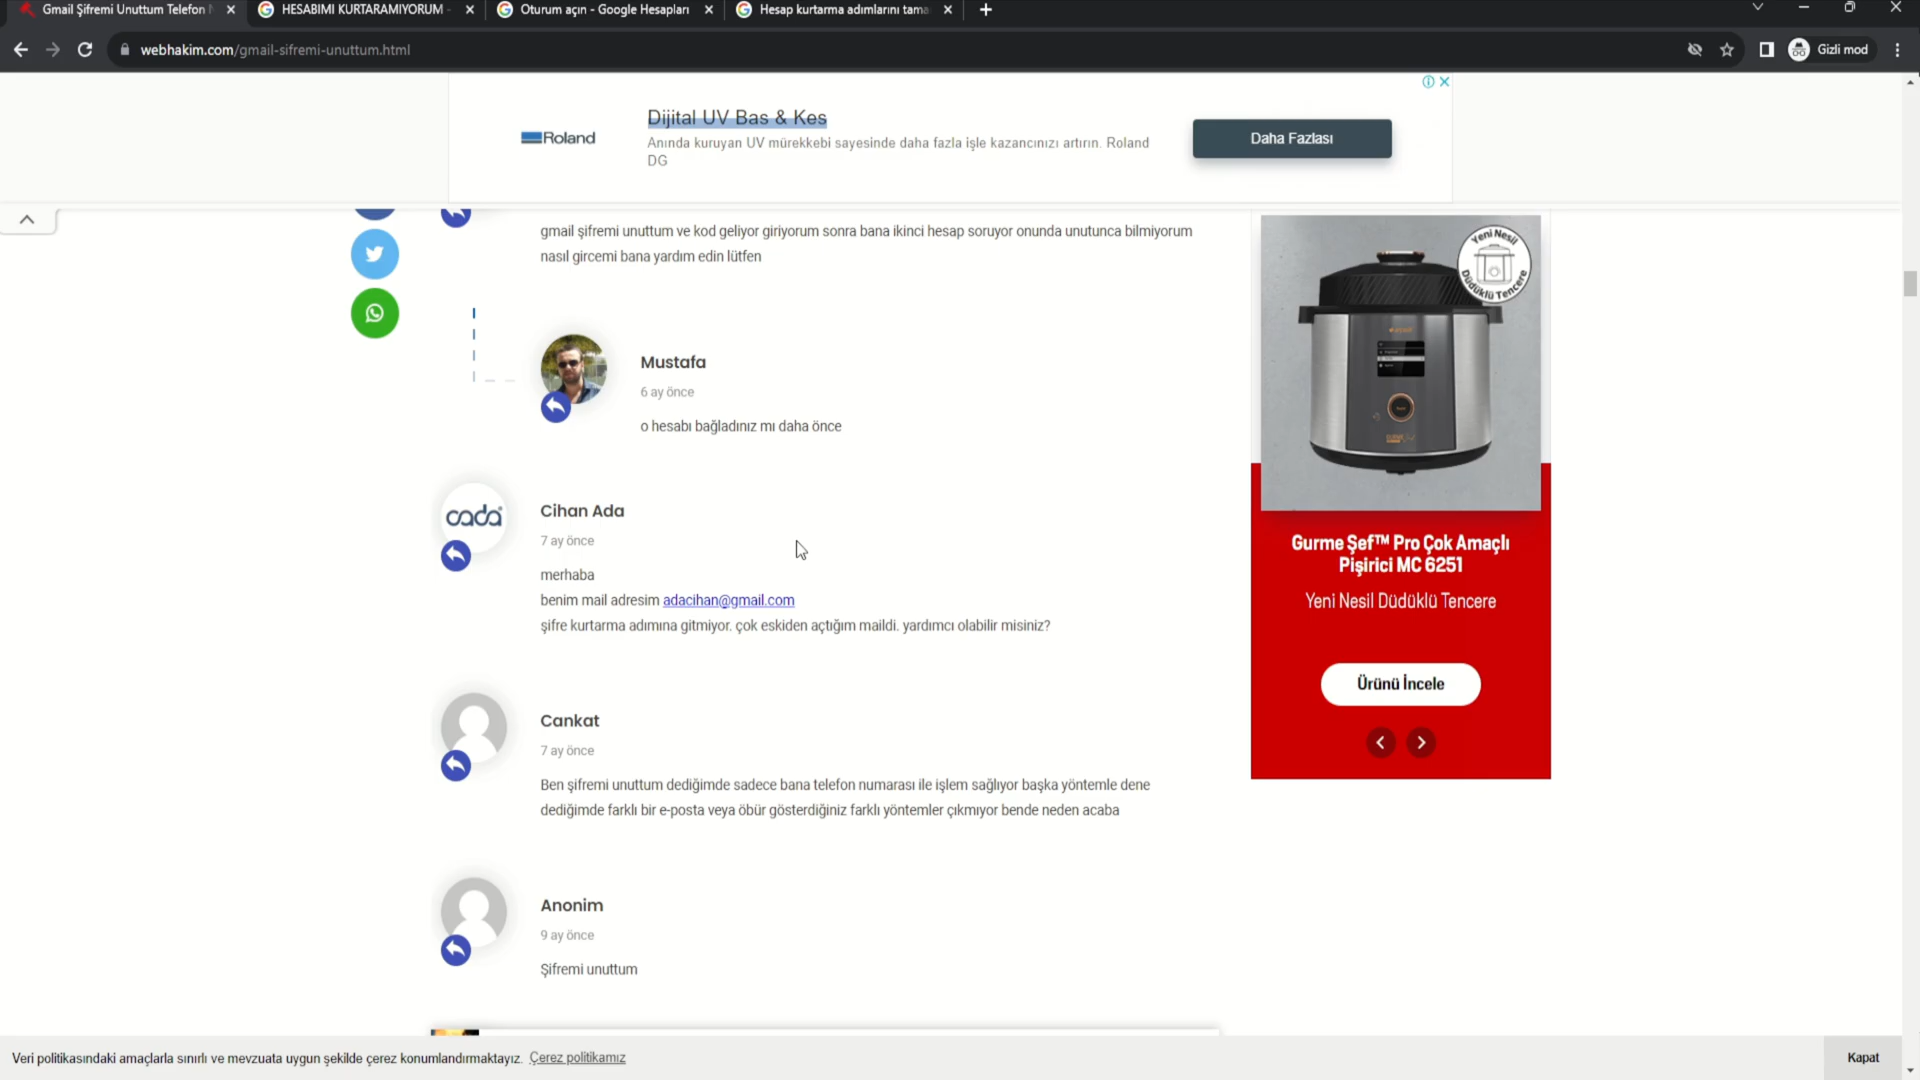 Gmail Şifremi Unuttum Telefon
HESABIMI KURTARAMIYORUM -
Oturum açın - Google Hesapları
Hesap kurtarma adımlarını tama
webhakim.com/gmail-sifremi-unuttum.html
Gizli mod
Roland
Dijital UV Bas & Kes
Anında kuruyan UV mürekkebi sayesinde daha fazla işle kazancınızı artırın. Roland
DG
Daha Fazlası
gmail şifremi unuttum ve kod geliyor giriyorum sonra bana ikinci hesap soruyor onunda unutunca bilmiyorum
nasıl gircemi bana yardım edin lütfen
Mustafa
6 ay önce
o hesabı bağladınız mı daha önce
cada
Cihan Ada
7 ay önce
merhaba
benim mail adresim adacihan@gmail.com
şifre kurtarma adımına gitmiyor. çok eskiden açtığım maildi. yardımcı olabilir misiniz?
Cankat
7 ay önce
Ben şifremi unuttum dediğimde sadece bana telefon numarası ile işlem sağlıyor başka yöntemle dene
dediğimde farklı bir e-posta veya öbür gösterdiğiniz farklı yöntemler çıkmıyor bende neden acaba
Anonim
9 ay önce
Şifremi unuttum
Yeni Nesil
Düdüklü Tencere
Gurme Şef™ Pro Çok Amaçlı
Pişirici MC 6251
Yeni Nesil Düdüklü Tencere
Ürünü İncele
Veri politikasındaki amaçlarla sınırlı ve mevzuata uygun şekilde çerez konumlandırmaktayız. Çerez politikamız
Kapat